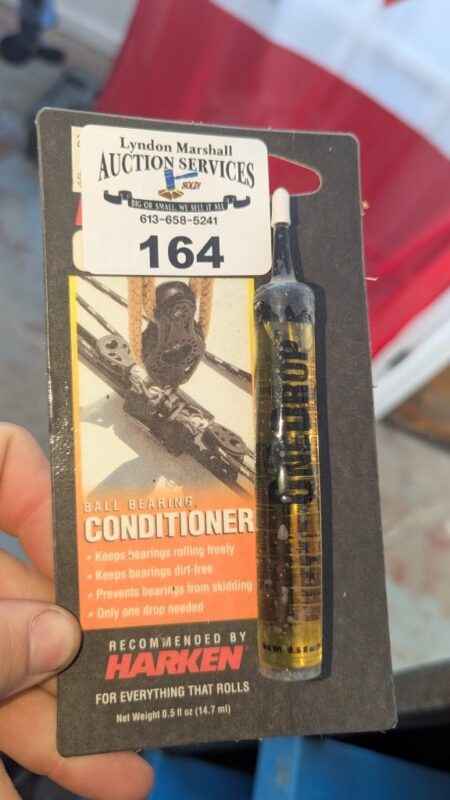 Lyndon Marshall
AUCTION SERVICES
SOLD!
BIG OR SMALL, WE SELL IT ALL
613-658-5241
164
ONEDROP
BALL BEARING
CONDITIONER
• Keeps bearings rolling freely
• Keeps bearings dirt-free
• Prevents bearings from skidding
• Only one drop needed
RECOMMENDED BY
HARKEN
FOR EVERYTHING THAT ROLLS
Net Weight 0.5 fl oz (14.7 ml)